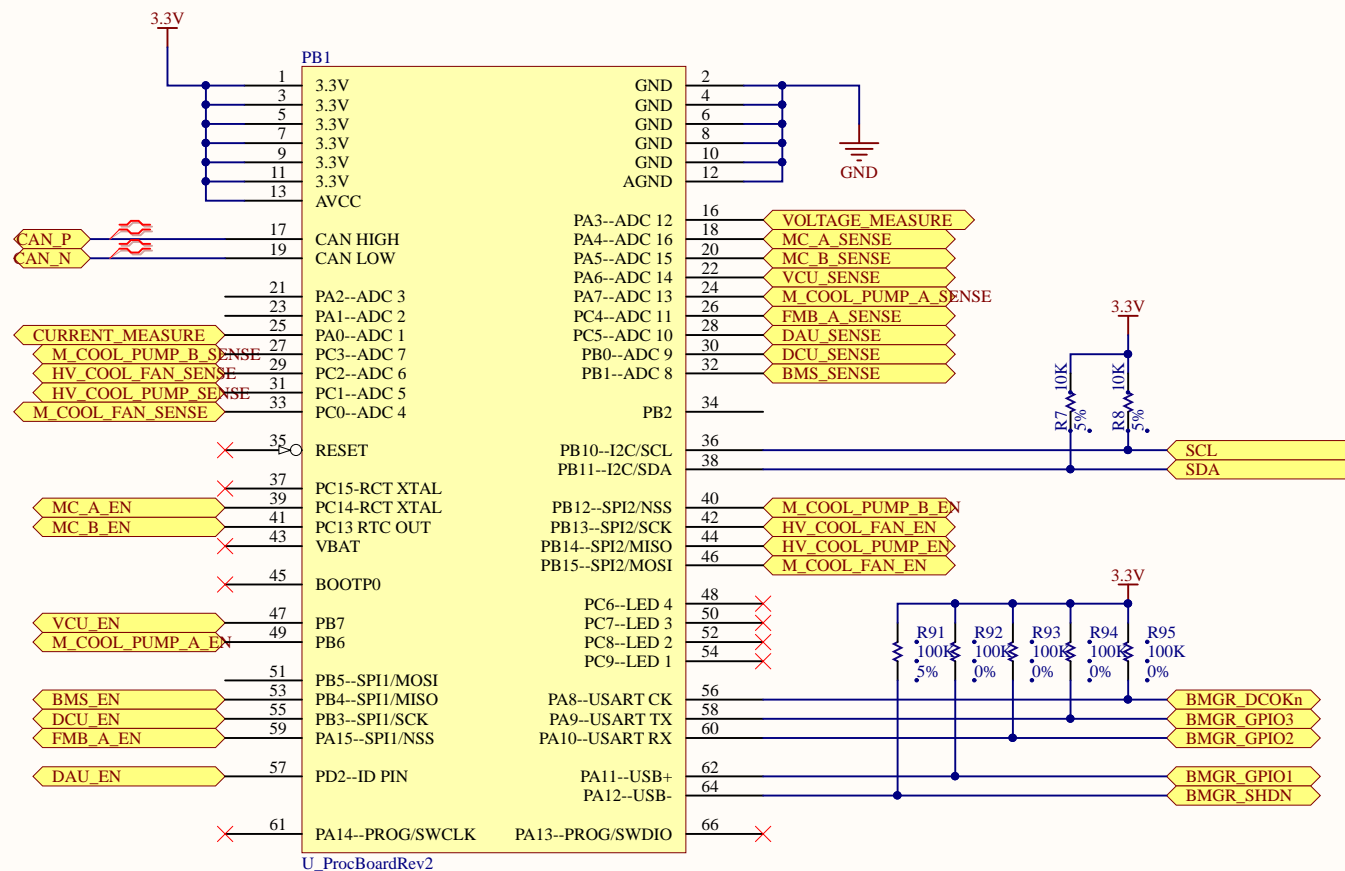 3.3V
PB1
1 3.3V GND 2
3 3.3V GND 4
5 3.3V GND 6
7 3.3V GND 8
9 3.3V GND 10
11 3.3V AGND 12
13 AVCC
GND
PA3--ADC 12 16 VOLTAGE_MEASURE
CAN_P 17 CAN HIGH PA4--ADC 16 18 MC_A_SENSE
CAN_N 19 CAN LOW PA5--ADC 15 20 MC_B_SENSE
PA6--ADC 14 22 VCU_SENSE
21 PA2--ADC 3 PA7--ADC 13 24 M_COOL_PUMP_A_SENSE
23 PA1--ADC 2 PC4--ADC 11 26 FMB_A_SENSE
CURRENT_MEASURE 25 PA0--ADC 1 PC5--ADC 10 28 DAU_SENSE
M_COOL_PUMP_B_SENSE 27 PC3--ADC 7 PB0--ADC 9 30 DCU_SENSE
HV_COOL_FAN_SENSE 29 PC2--ADC 6 PB1--ADC 8 32 BMS_SENSE
HV_COOL_PUMP_SENSE 31 PC1--ADC 5
M_COOL_FAN_SENSE 33 PC0--ADC 4 PB2 34
3.3V
R7 10K 5%
R8 10K 5%
35 RESET PB10--I2C/SCL 36 SCL
PB11--I2C/SDA 38 SDA
37 PC15-RCT XTAL
MC_A_EN 39 PC14-RCT XTAL PB12--SPI2/NSS 40 M_COOL_PUMP_B_EN
MC_B_EN 41 PC13 RTC OUT PB13--SPI2/SCK 42 HV_COOL_FAN_EN
43 VBAT PB14--SPI2/MISO 44 HV_COOL_PUMP_EN
PB15--SPI2/MOSI 46 M_COOL_FAN_EN
45 BOOTP0
3.3V
PC6--LED 4 48
VCU_EN 47 PB7 PC7--LED 3 50
M_COOL_PUMP_A_EN 49 PB6 PC8--LED 2 52
PC9--LED 1 54
R91 R92 R93 R94 R95
100K 100K 100K 100K 100K
5% 0% 0% 0% 0%
51 PB5--SPI1/MOSI
BMS_EN 53 PB4--SPI1/MISO PA8--USART CK 56 BMGR_DCOKn
DCU_EN 55 PB3--SPI1/SCK PA9--USART TX 58 BMGR_GPIO3
FMB_A_EN 59 PA15--SPI1/NSS PA10--USART RX 60 BMGR_GPIO2
DAU_EN 57 PD2--ID PIN PA11--USB+ 62 BMGR_GPIO1
PA12--USB- 64 BMGR_SHDN
61 PA14--PROG/SWCLK PA13--PROG/SWDIO 66
U_ProcBoardRev2